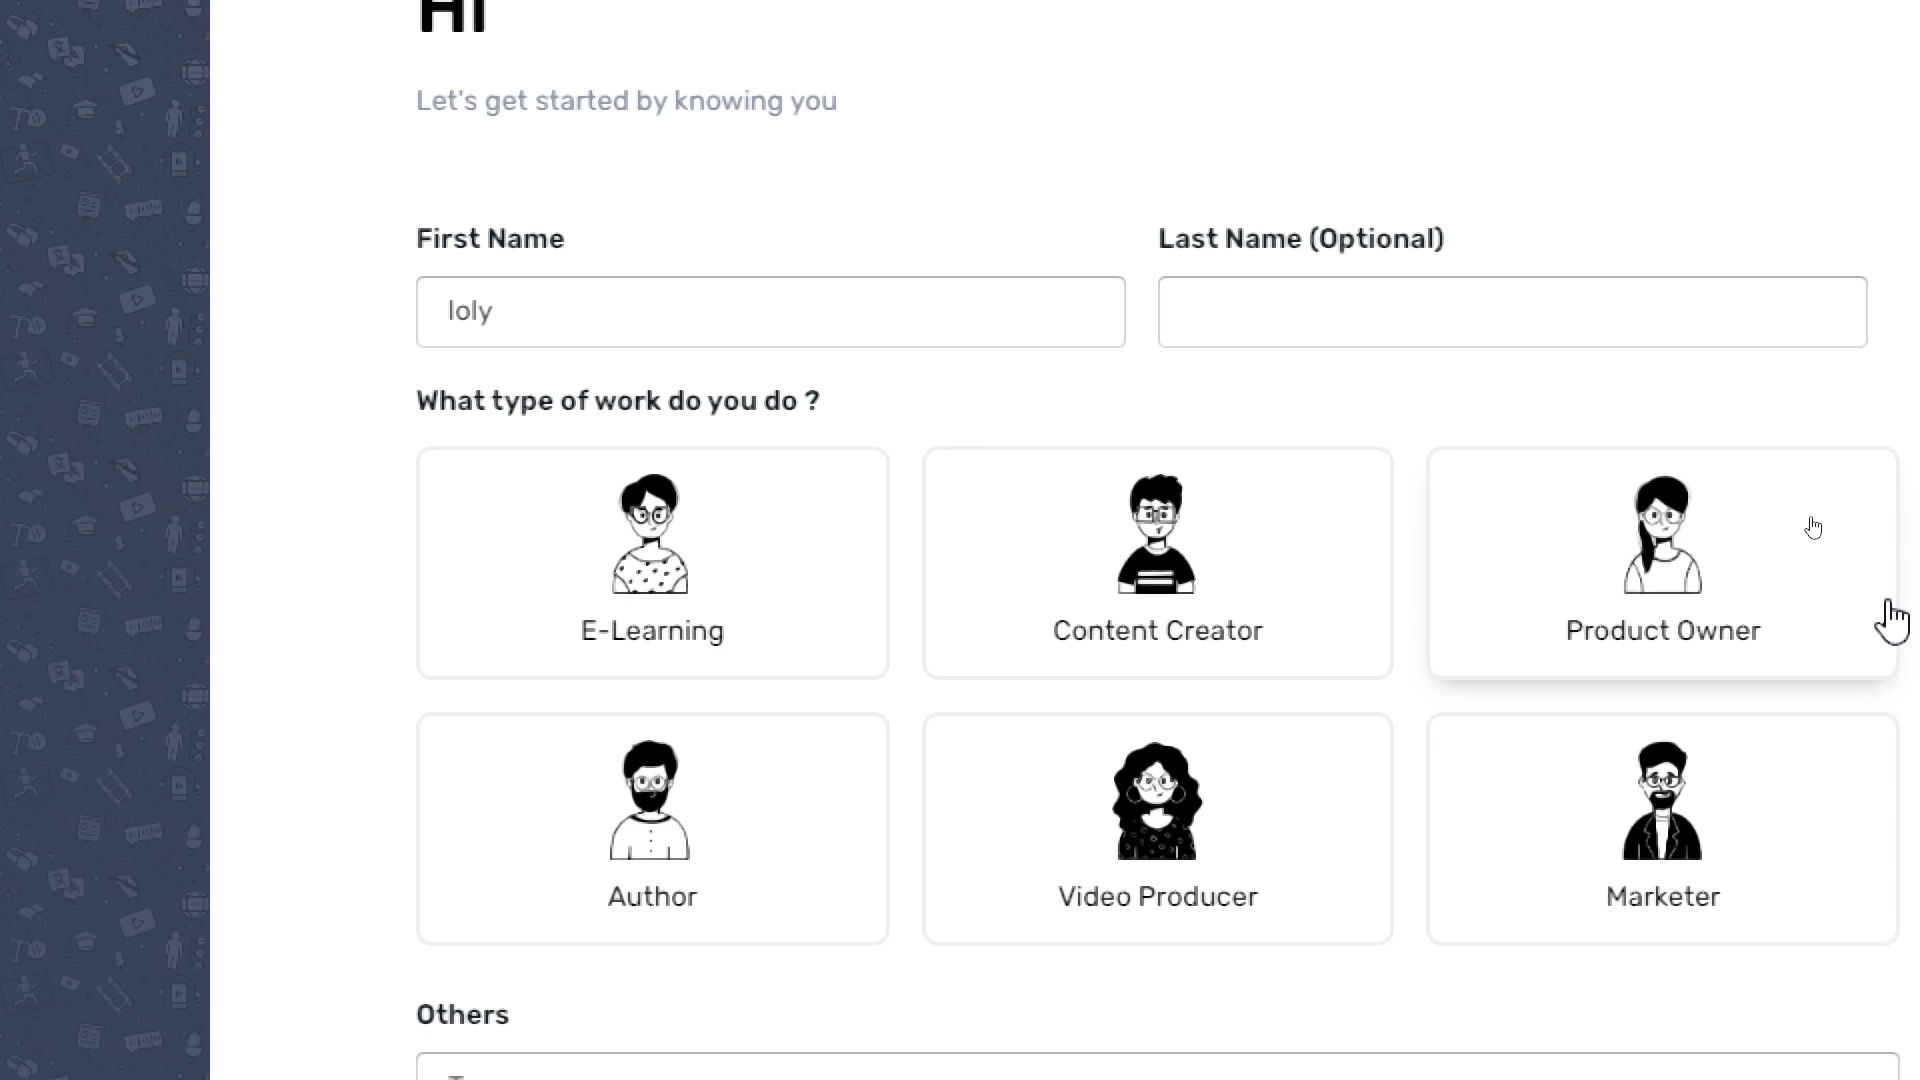 Hi
Let's get started by knowing you
First Name
Last Name (Optional)
loly
What type of work do you do ?
E-Learning
Content Creator
Product Owner
Author
Video Producer
Marketer
Others